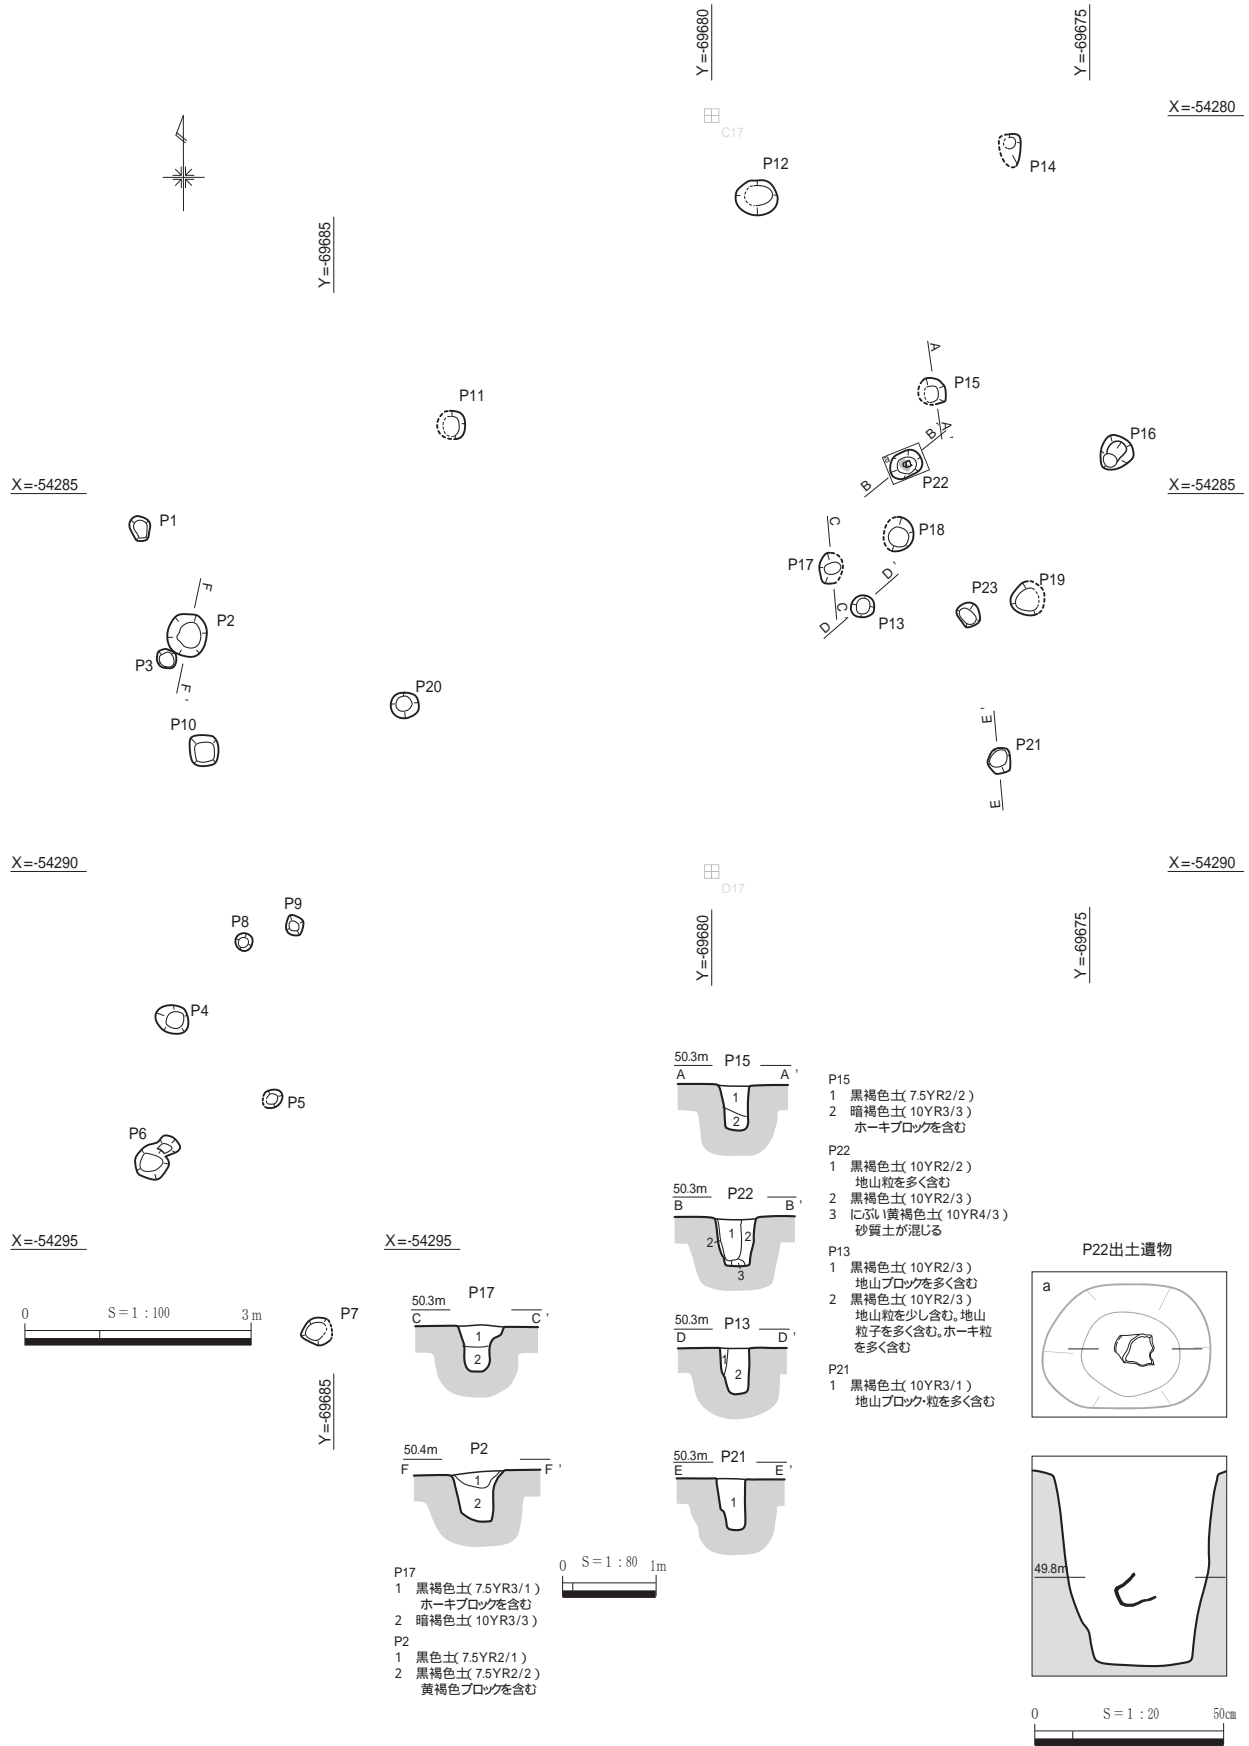 Y=-69680
Y=-69675
X=-54280
C17
P12
P14
Y=-69685
A
P15
A'
P11
B'
P16
X=-54285
B
P22
X=-54285
P1
C
P18
P17
D'
F
P2
P23
P19
C'
D
P13
P3
F'
P20
P10
E'
P21
E
X=-54290
D17
X=-54290
P9
P8
Y=-69680
Y=-69675
P4
P5
P6
X=-54295
X=-54295
0 S=1:100 3m
P7
Y=-69685
50.3m P15
A A'
50.3m P22
B B'
50.3m P13
D D'
50.3m P21
E E'
50.3m P17
C C'
50.4m P2
F F'
1
2
1
2
2
3
1
2
1
1
2
1
2
P15
1 黒褐色土(7.5YR2/2)
2 暗褐色土(10YR3/3)
ホーキブロックを含む
P22
1 黒褐色土(10YR2/2)
地山粒を多く含む
2 黒褐色土(10YR2/3)
3 にぶい黄褐色土(10YR4/3)
砂質土が混じる
P13
1 黒褐色土(10YR2/3)
地山ブロックを多く含む
2 黒褐色土(10YR2/3)
地山粒を少し含む。地山
粒子を多く含む。ホーキ粒
を多く含む
P21
1 黒褐色土(10YR3/1)
地山ブロック・粒を多く含む
P17
1 黒褐色土(7.5YR3/1)
ホーキブロックを含む
2 暗褐色土(10YR3/3)
P2
1 黒色土(7.5YR2/1)
2 黒褐色土(7.5YR2/2)
黄褐色ブロックを含む
0 S=1:80 1m
P22出土遺物
a
49.8m
0 S=1:20 50cm